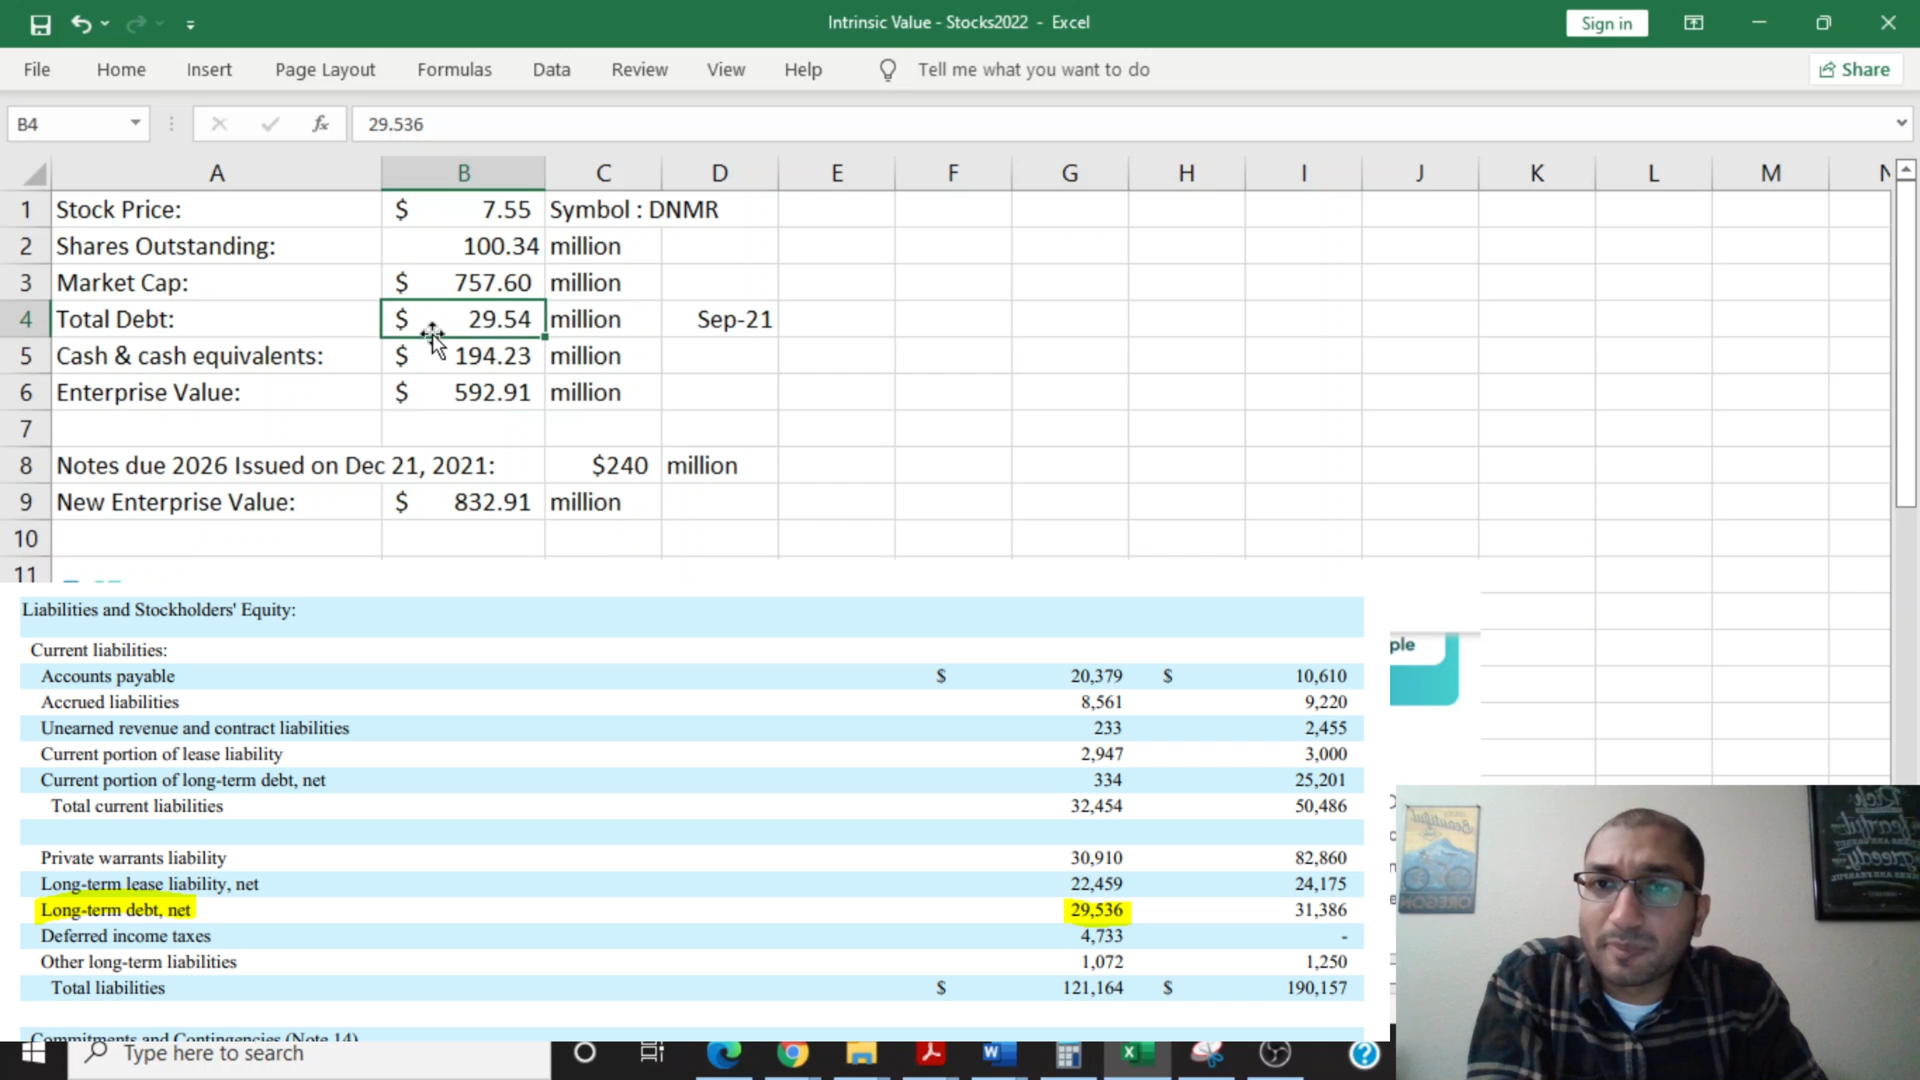 Intrinsic Value - Stocks2022 - Excel
Sign in
File Home Insert Page Layout Formulas Data Review View Help Tell me what you want to do Share
B4 fx 29.536
A B C D E F G H I J K L M N
1 Stock Price: $ 7.55 Symbol : DNMR
2 Shares Outstanding: 100.34 million
3 Market Cap: $ 757.60 million
4 Total Debt: $ 29.54 million Sep-21
5 Cash & cash equivalents: $ 194.23 million
6 Enterprise Value: $ 592.91 million
7
8 Notes due 2026 Issued on Dec 21, 2021: $240 million
9 New Enterprise Value: $ 832.91 million
10
11
Liabilities and Stockholders' Equity:
Current liabilities:
Accounts payable $ 20,379 $ 10,610
Accrued liabilities 8,561 9,220
Unearned revenue and contract liabilities 233 2,455
Current portion of lease liability 2,947 3,000
Current portion of long-term debt, net 334 25,201
Total current liabilities 32,454 50,486
Private warrants liability 30,910 82,860
Long-term lease liability, net 22,459 24,175
Long-term debt, net 29,536 31,386
Deferred income taxes 4,733 -
Other long-term liabilities 1,072 1,250
Total liabilities $ 121,164 $ 190,157
Commitments and Contingencies (Note 14)
ple
Beautiful
OREGON
Type here to search